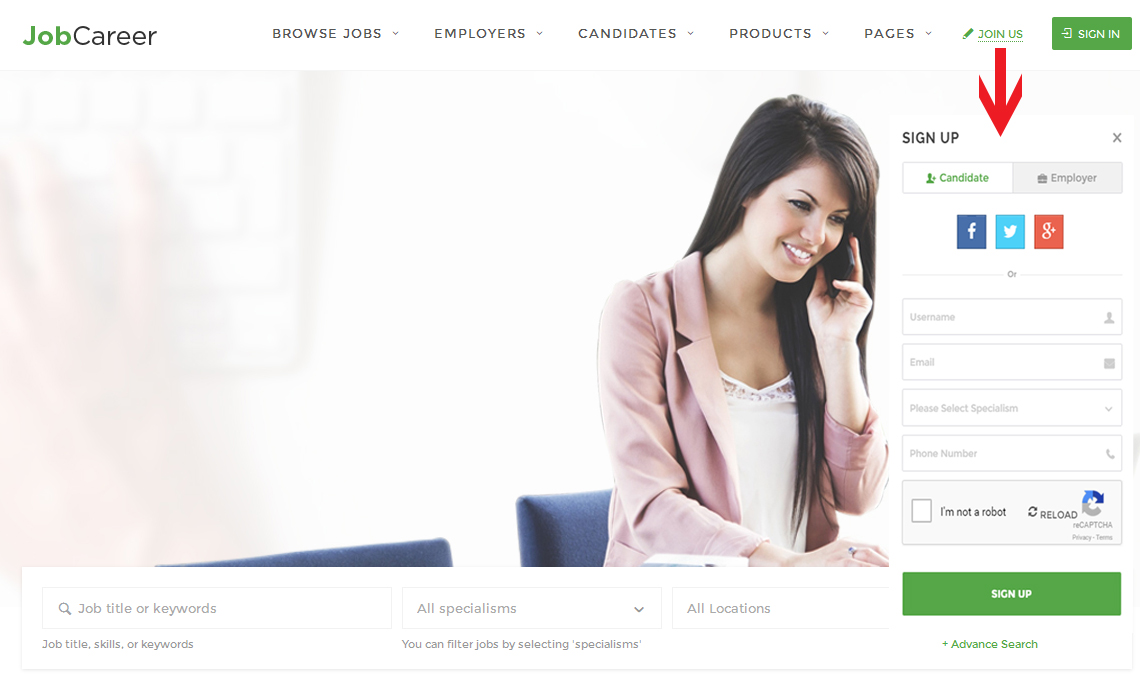 JobCareer
BROWSE JOBS
EMPLOYERS
CANDIDATES
PRODUCTS
PAGES
JOIN US
SIGN IN
SIGN UP
Candidate
Employer
Or
Username
Email
Please Select Specialism
Phone Number
I'm not a robot
RELOAD
reCAPTCHA
Privacy - Terms
SIGN UP
Job title or keywords
All specialisms
All Locations
Job title, skills, or keywords
You can filter jobs by selecting 'specialisms'
+ Advance Search